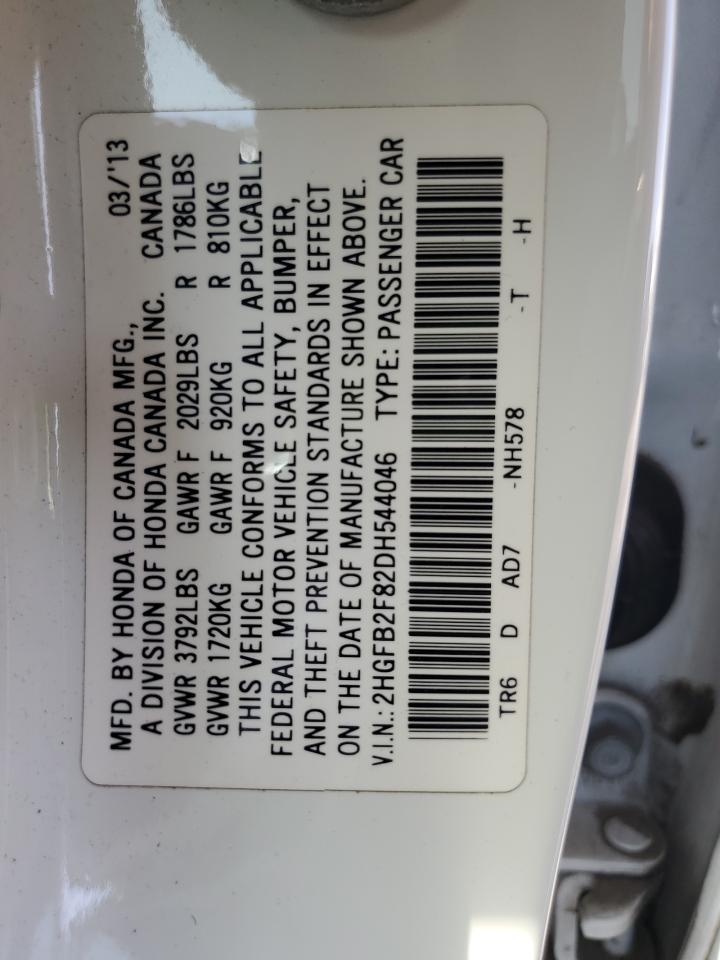 MFD. BY HONDA OF CANADA MFG., 03/'13
A DIVISION OF HONDA CANADA INC. CANADA
GVWR 3792LBS GAWR F 2029LBS R 1786LBS
GVWR 1720KG GAWR F 920KG R 810KG
THIS VEHICLE CONFORMS TO ALL APPLICABLE
FEDERAL MOTOR VEHICLE SAFETY, BUMPER,
AND THEFT PREVENTION STANDARDS IN EFFECT
ON THE DATE OF MANUFACTURE SHOWN ABOVE.
V.I.N.: 2HGFB2F82DH544046 TYPE: PASSENGER CAR
TR6 D AD7 -NH578 -T -H